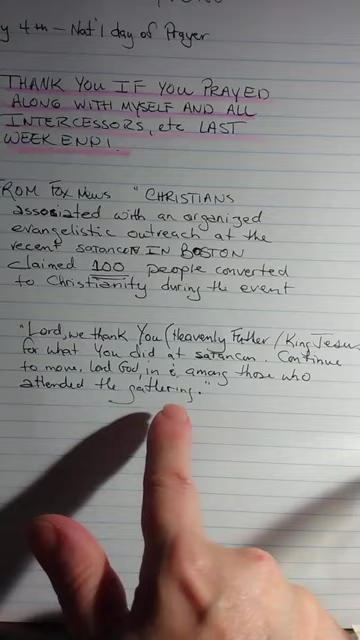 y 4th - Nat'l day of Prayer
THANK YOU IF YOU PRAYED
ALONG WITH MYSELF AND ALL
INTERCESSORS, etc LAST
WEEKEND!
ROM FOX News "CHRISTIANS
assosiated with an organized
evangelistic outreach at the
recent satancon IN BOSTON
claimed 100 people converted
to Christianity during the event
"Lord, we thank You (Heavenly Father / King Jesus
for what You did at satancon. Continue
to move, Lord God, in & among those who
attended the gathering."